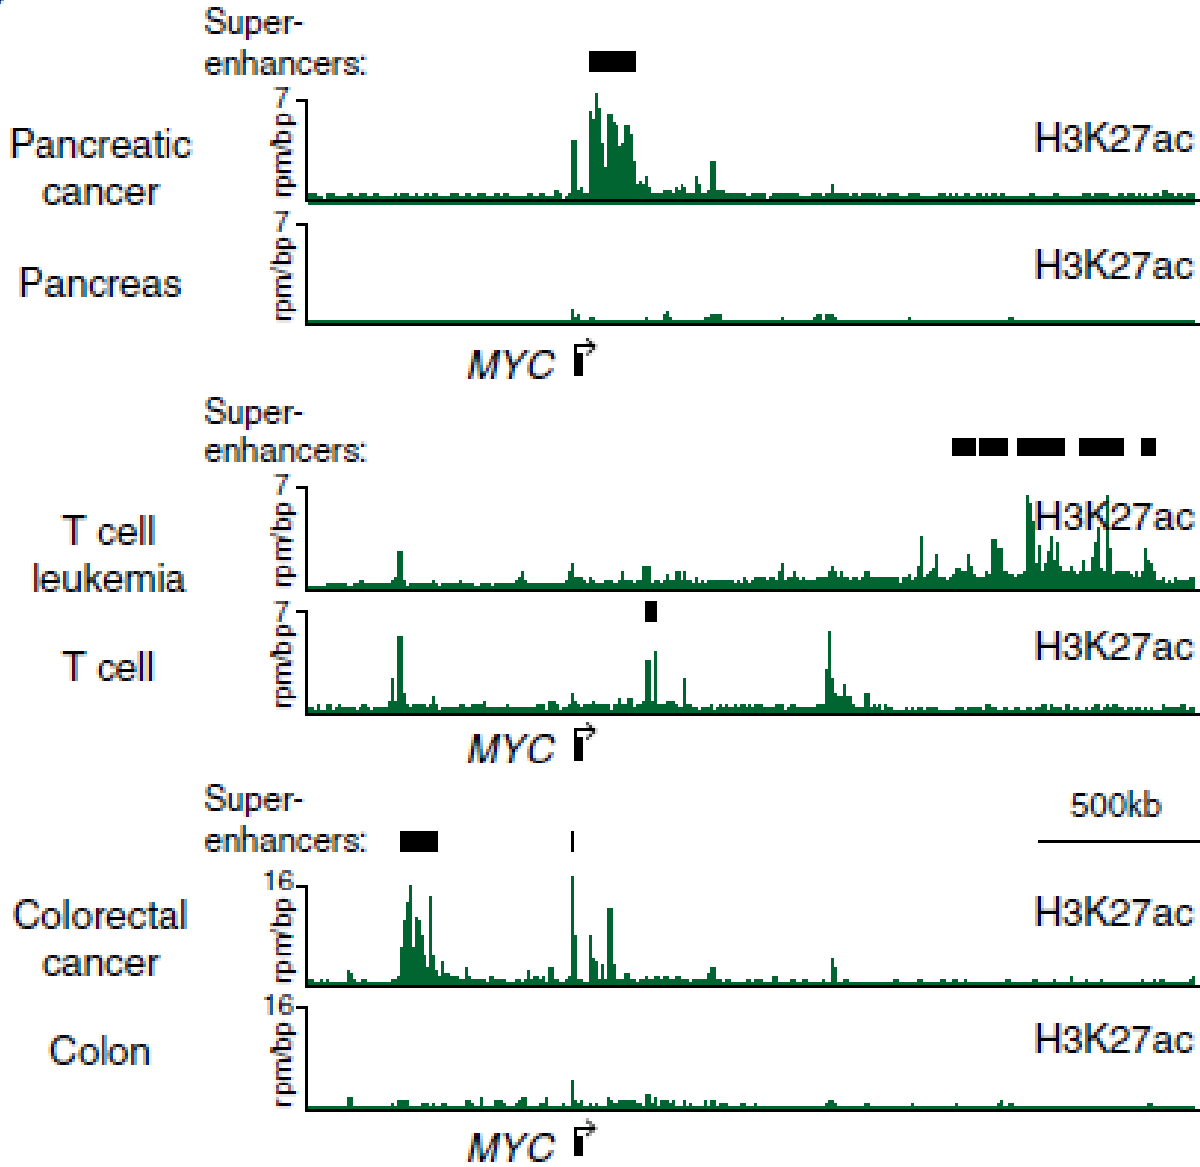 Super-
enhancers:
7
rpm/bp
Pancreatic
cancer
H3K27ac
7
rpm/bp
Pancreas
H3K27ac
MYC
Super-
enhancers:
7
rpm/bp
T cell
leukemia
H3K27ac
7
rpm/bp
T cell
H3K27ac
MYC
Super-
enhancers:
500kb
16
rpm/bp
Colorectal
cancer
H3K27ac
16
rpm/bp
Colon
H3K27ac
MYC